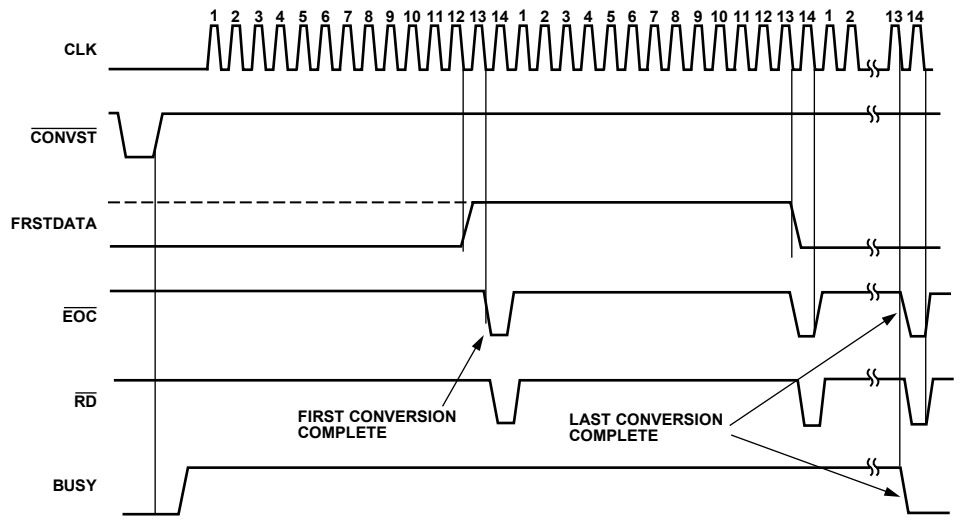 1 2 3 4 5 6 7 8 9 10 11 12 13 14 1 2 3 4 5 6 7 8 9 10 11 12 13 14 1 2 13 14
CLK
CONVST
FRSTDATA
EOC
RD
FIRST CONVERSION
COMPLETE
LAST CONVERSION
COMPLETE
BUSY